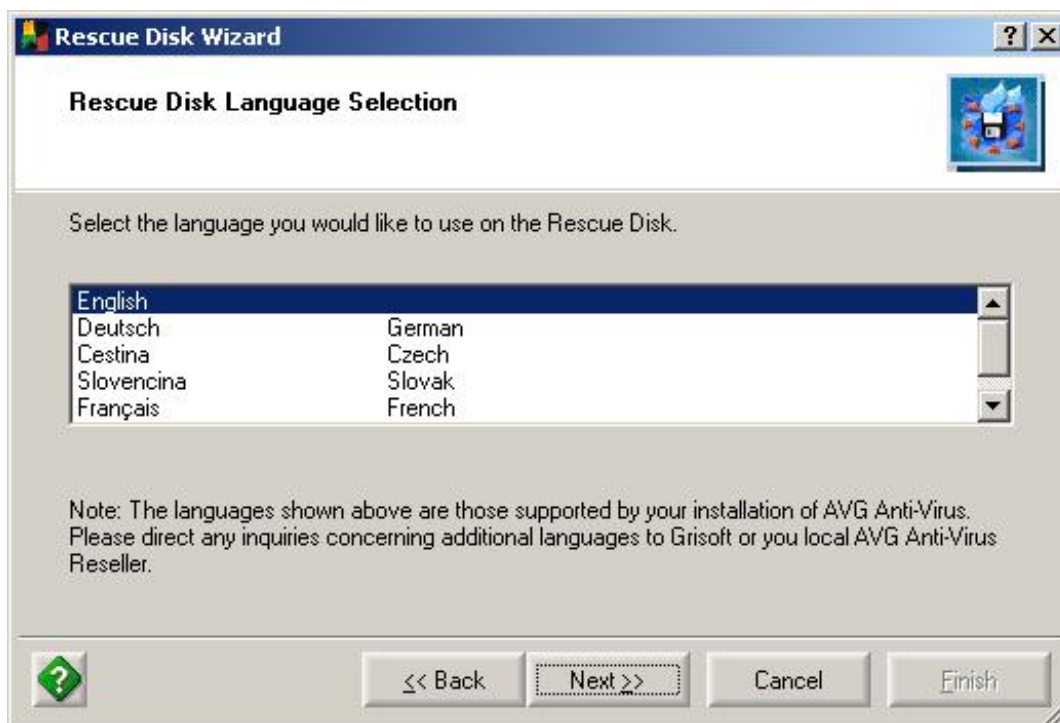 Rescue Disk Wizard
Rescue Disk Language Selection
Select the language you would like to use on the Rescue Disk.
English
Deutsch German
Cestina Czech
Slovencina Slovak
Français French
Note: The languages shown above are those supported by your installation of AVG Anti-Virus.
Please direct any inquiries concerning additional languages to Grisoft or you local AVG Anti-Virus
Reseller.
<< Back Next >> Cancel Finish